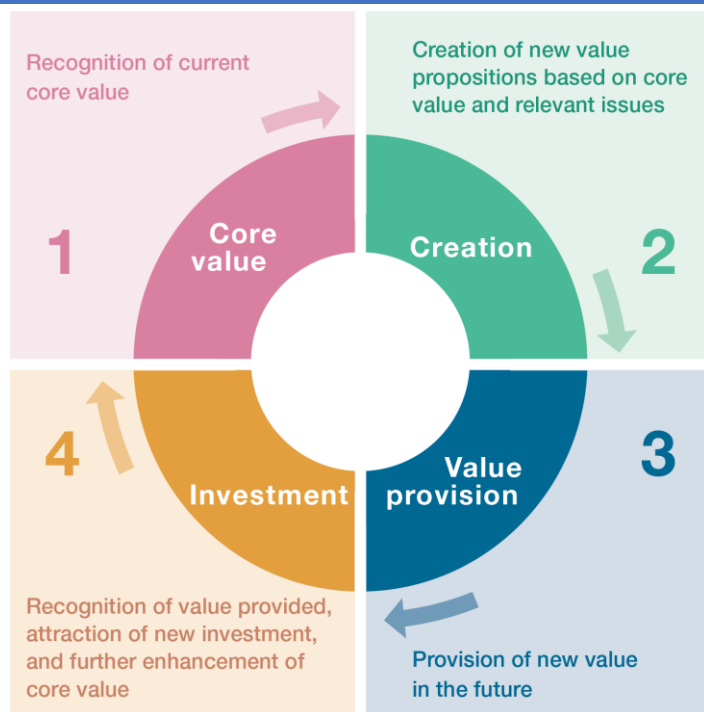 Recognition of current
core value
1
Core
value
Creation of new value
propositions based on core
value and relevant issues
Creation
2
3
Value
provision
Provision of new value
in the future
4
Investment
Recognition of value provided,
attraction of new investment,
and further enhancement of
core value